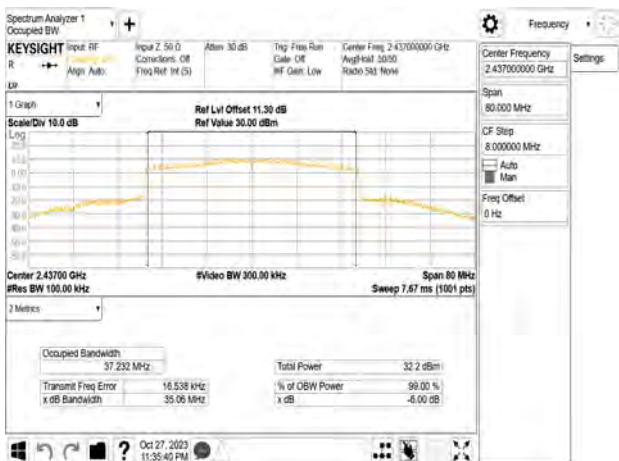 Spectrum Analyzer 1
Occupied BW
+
Frequency
KEYSIGHT
R
Input: RF
Align: Auto
Input Z: 50 Ω
Corrections: Off
Freq Ref: Int (S)
Atten: 30 dB
Trig: Free Run
Gate: Off
#IF Gain: Low
Center Freq: 2.437000000 GHz
Avg|Hold: 50/50
Radio Std: None
Center Frequency
2.437000000 GHz
Settings
Span
80.000 MHz
CF Step
8.000000 MHz
Auto
Man
Freq Offset
0 Hz
1 Graph
Scale/Div 10.0 dB
Log
Ref Lvl Offset 11.30 dB
Ref Value 30.00 dBm
Center 2.43700 GHz
#Res BW 100.00 kHz
#Video BW 300.00 kHz
Span 80 MHz
Sweep 7.67 ms (1001 pts)
2 Metrics
Occupied Bandwidth
37.232 MHz
Total Power 32.2 dBm
Transmit Freq Error 16.538 kHz
% of OBW Power 99.00 %
x dB Bandwidth 35.06 MHz
x dB -6.00 dB
?
Oct 27, 2023
11:35:40 PM